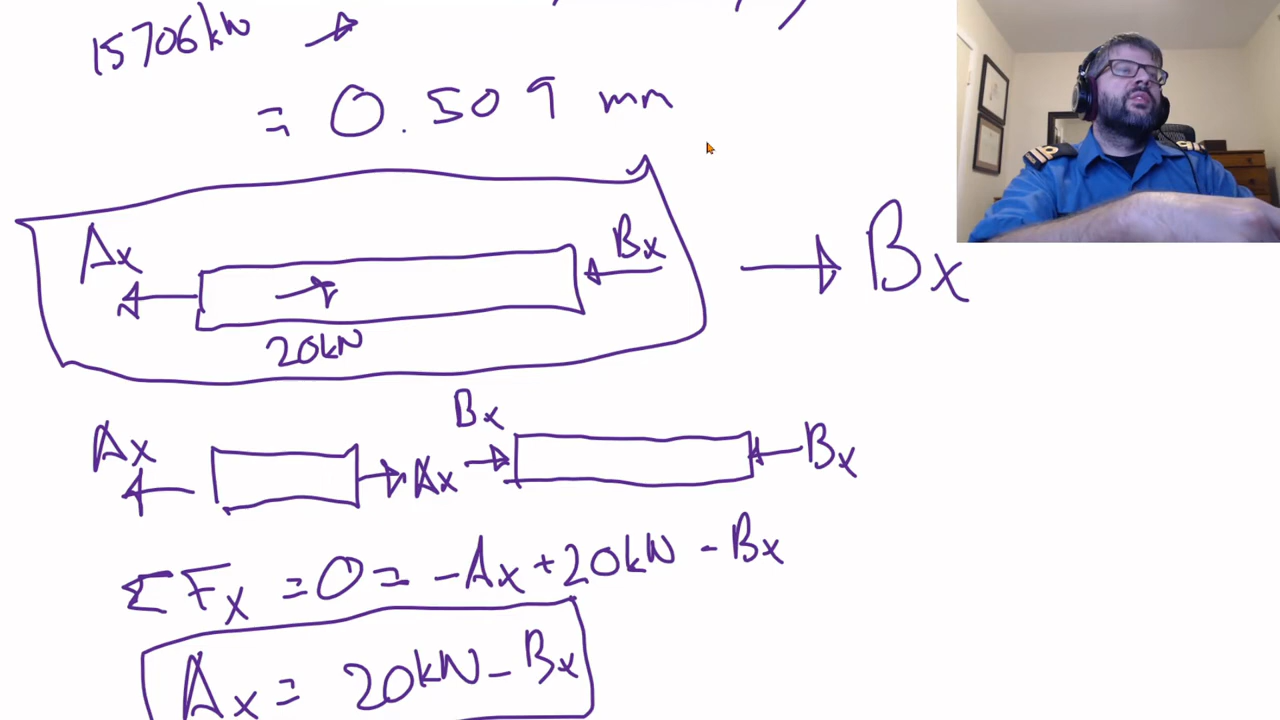 15706kN
= 0.509 mm
Ax
Bx
20kN
Bx
Ax
Ax
Bx
Bx
ΣFx = 0 = -Ax + 20kN - Bx
Ax = 20kN - Bx